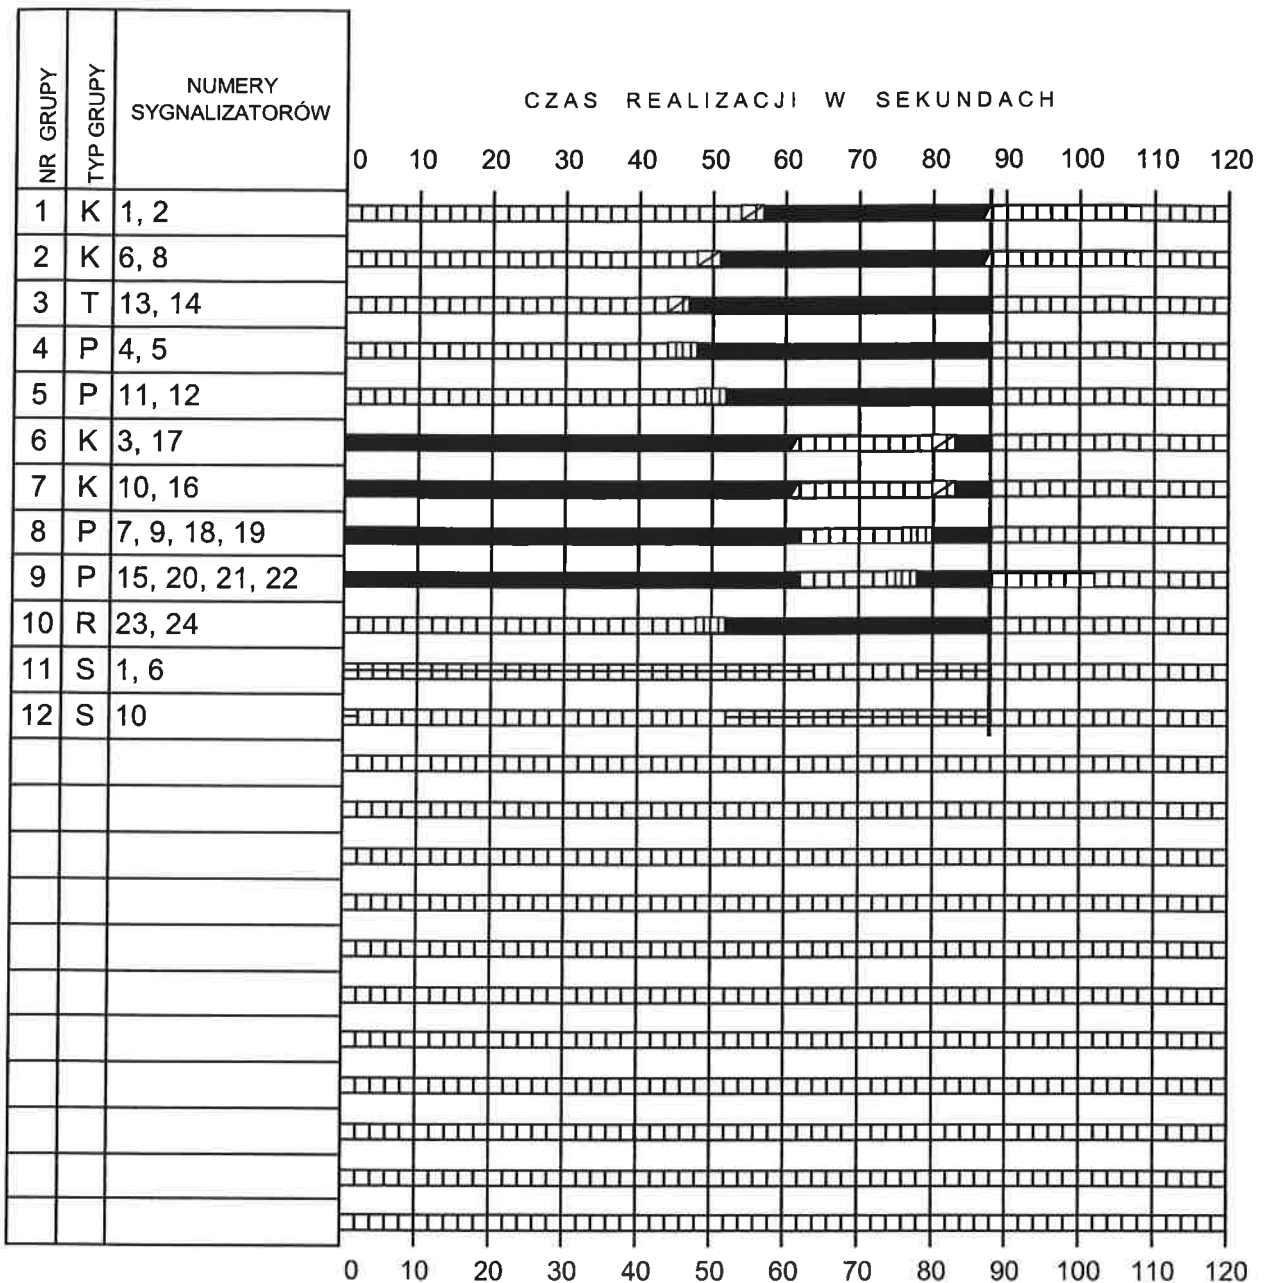 NR GRUPY
TYP GRUPY
NUMERY
SYGNALIZATORÓW
CZAS REALIZACJI W SEKUNDACH
0 10 20 30 40 50 60 70 80 90 100 110 120
1 K 1, 2
2 K 6, 8
3 T 13, 14
4 P 4, 5
5 P 11, 12
6 K 3, 17
7 K 10, 16
8 P 7, 9, 18, 19
9 P 15, 20, 21, 22
10 R 23, 24
11 S 1, 6
12 S 10
0 10 20 30 40 50 60 70 80 90 100 110 120